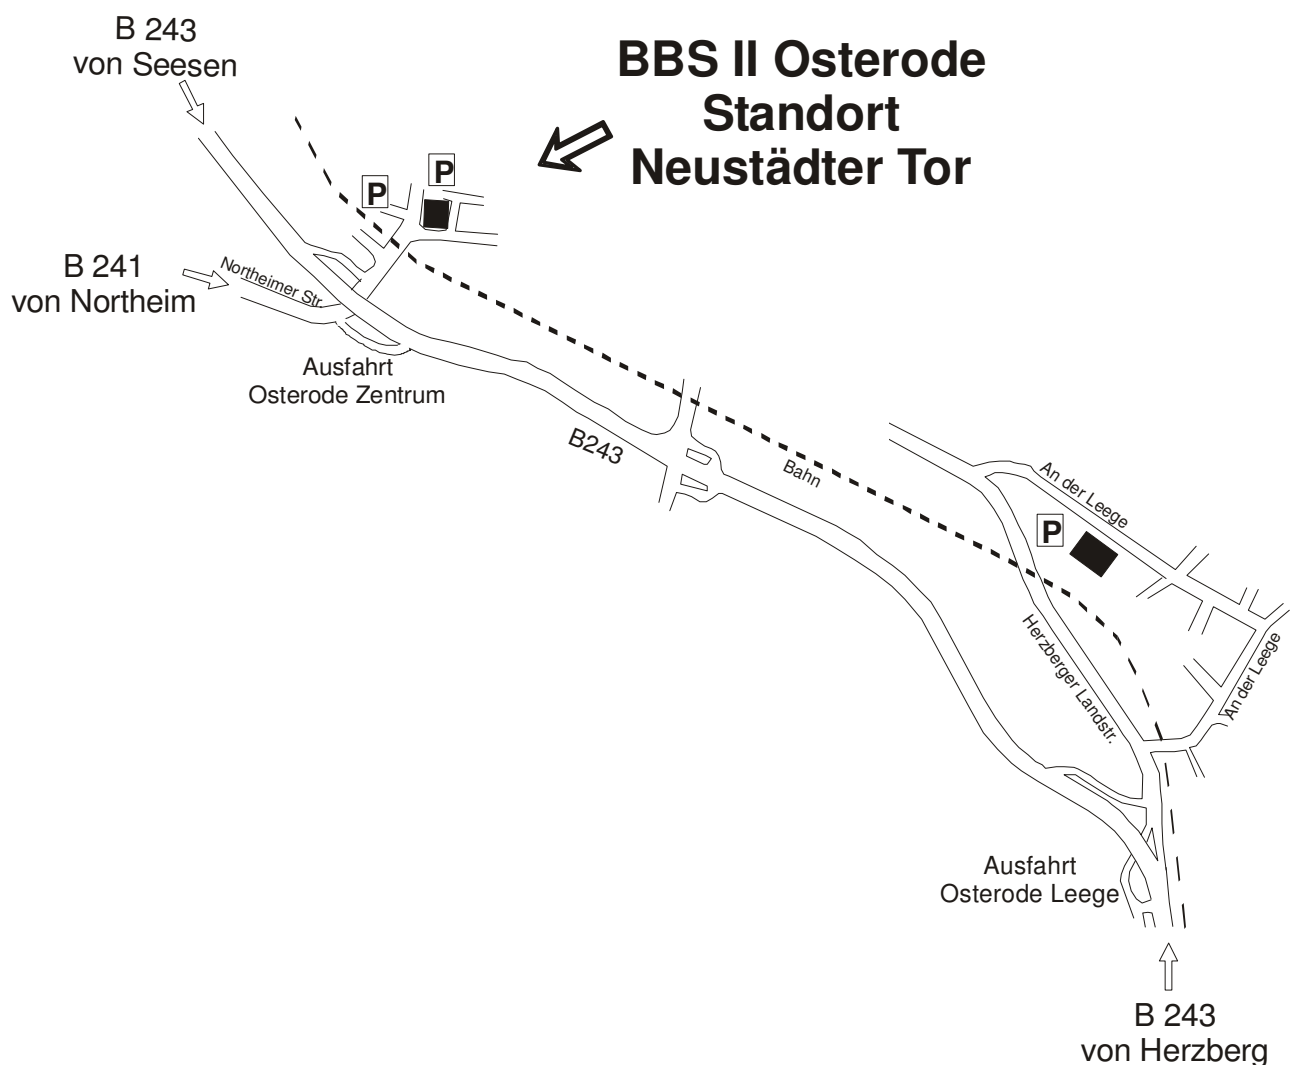 B 243
von Seesen
BBS II Osterode
Standort
Neustädter Tor
P
P
B 241
von Northeim
Northeimer Str.
Ausfahrt
Osterode Zentrum
B243
Bahn
An der Leege
P
Herzberger Landstr.
An der Leege
Ausfahrt
Osterode Leege
B 243
von Herzberg